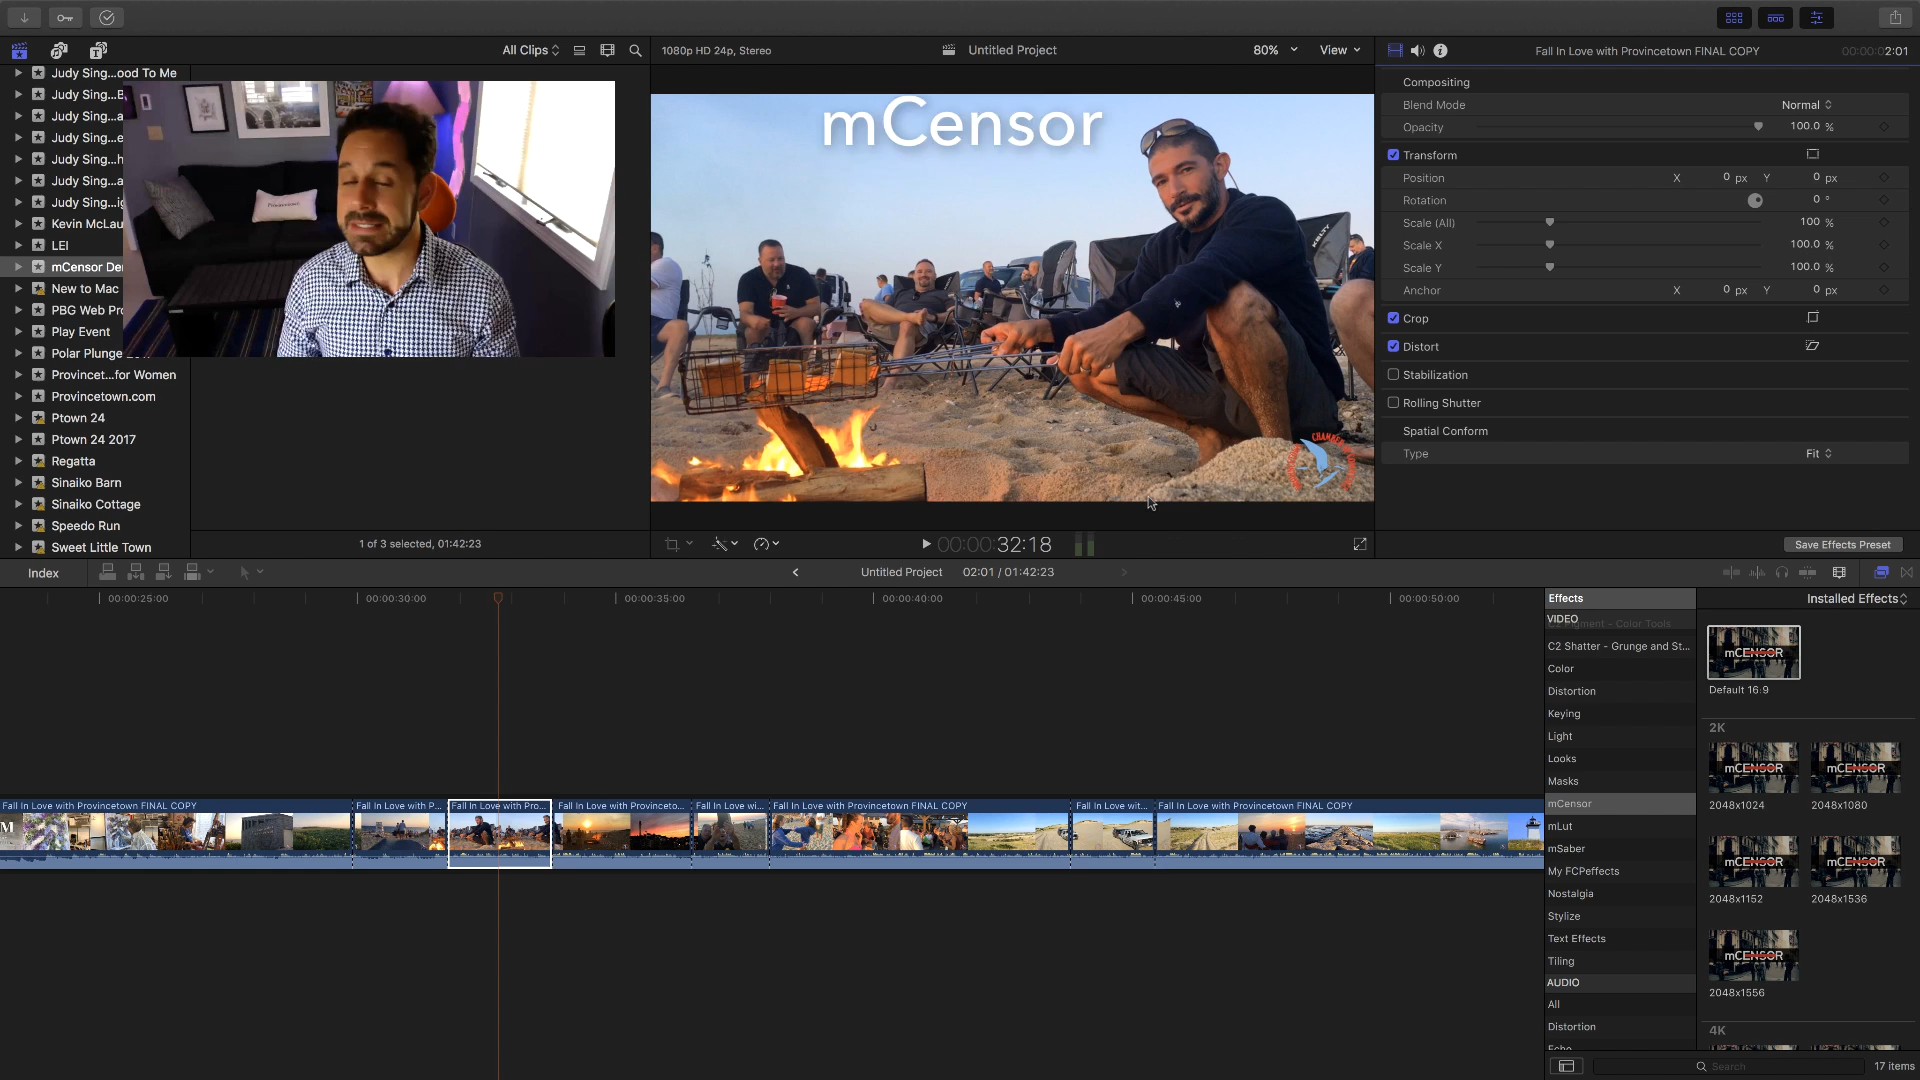 All Clips
1080p HD 24p, Stereo
Untitled Project
80%
View
Fall In Love with Provincetown FINAL COPY
00:00:02:01
Judy Sing...ood To Me
Judy Sing...B
Judy Sing...a
Judy Sing...e
Judy Sing...h
Judy Sing...a
Judy Sing...ig
Kevin McLau
LEI
mCensor De
New to Mac
PBG Web Pro
Play Event
Polar Plunge
Provincet...for Women
Provincetown.com
Ptown 24
Ptown 24 2017
Regatta
Sinaiko Barn
Sinaiko Cottage
Speedo Run
Sweet Little Town
1 of 3 selected, 01:42:23
mCensor
KELTY
CHAMBER
00:00:00:32:18
Compositing
Blend Mode
Normal
Opacity
100.0 %
Transform
Position
X 0 px Y 0 px
Rotation
0 °
Scale (All)
100 %
Scale X
100.0 %
Scale Y
100.0 %
Anchor
X 0 px Y 0 px
Crop
Distort
Stabilization
Rolling Shutter
Spatial Conform
Type
Fit
Save Effects Preset
Index
Untitled Project
02:01 / 01:42:23
00:00:25:00
00:00:30:00
00:00:35:00
00:00:40:00
00:00:45:00
00:00:50:00
Fall In Love with Provincetown FINAL COPY
Fall In Love with P...
Fall In Love with Pro...
Fall In Love with Provinceto...
Fall In Love wi...
Fall In Love with Provincetown FINAL COPY
Fall In Love wit...
Fall In Love with Provincetown FINAL COPY
M
Effects
VIDEO
C2 Pigment - Color Tools
C2 Shatter - Grunge and St...
Color
Distortion
Keying
Light
Looks
Masks
mCensor
mLut
mSaber
My FCPeffects
Nostalgia
Stylize
Text Effects
Tiling
AUDIO
All
Distortion
Echo
Installed Effects
mCENSOR
Default 16:9
2K
mCENSOR
mCENSOR
2048x1024
2048x1080
mCENSOR
mCENSOR
2048x1152
2048x1536
mCENSOR
2048x1556
4K
Search
17 items